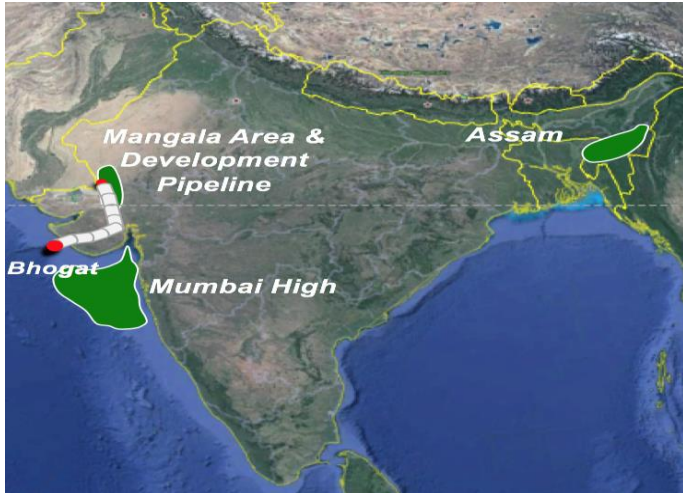 Mangala Area &
Development
Pipeline
Assam
Bhogat
Mumbai High